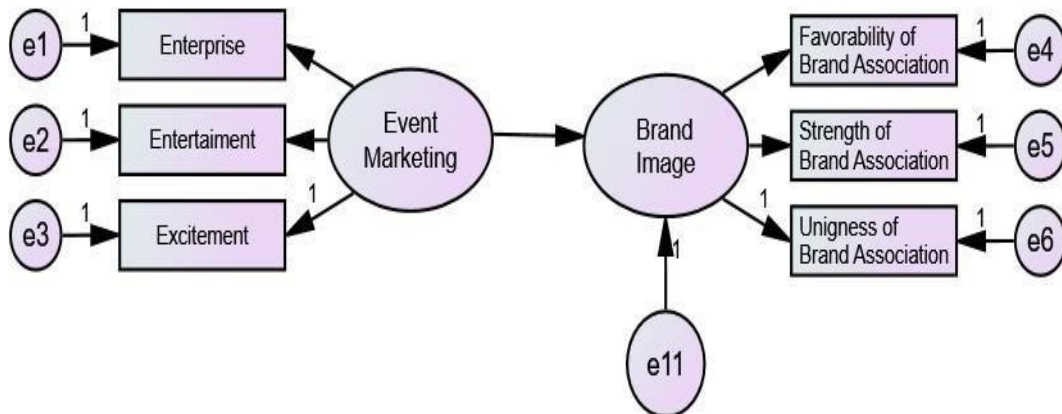 e1
1
Enterprise
e2
1
Entertaiment
e3
1
Excitement
1
Event
Marketing
Brand
Image
1
e11
1
Favorability of
Brand Association
1
e4
Strength of
Brand Association
1
e5
Unigness of
Brand Association
1
e6